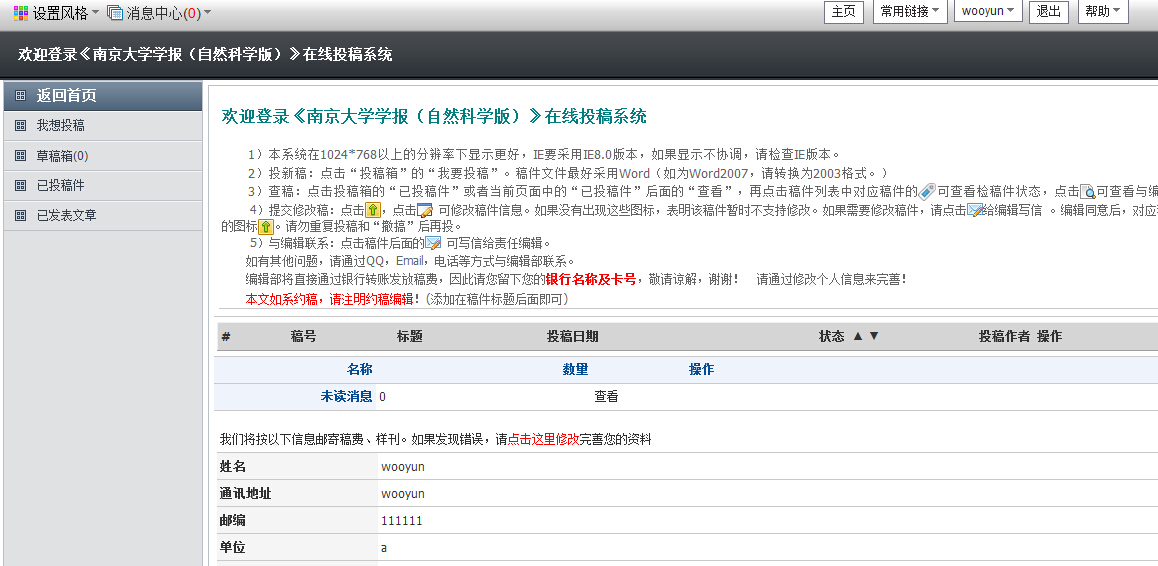 设置风格 消息中心(0) 主页 常用链接 wooyun 退出 帮助
欢迎登录《南京大学学报（自然科学版）》在线投稿系统
返回首页
我想投稿
草稿箱(0)
已投稿件
已发表文章
欢迎登录《南京大学学报（自然科学版）》在线投稿系统
1）本系统在1024*768以上的分辨率下显示更好，IE要采用IE8.0版本，如果显示不协调，请检查IE版本。
2）投新稿：点击“投稿箱”的“我要投稿”。稿件文件最好采用Word（如为Word2007，请转换为2003格式。）
3）查稿：点击投稿箱的“已投稿件”或者当前页面中的“已投稿件”后面的“查看”，再点击稿件列表中对应稿件的可查看检稿件状态，点击可查看与编
4）提交修改稿：点击，点击 可修改稿件信息。如果没有出现这些图标，表明该稿件暂时不支持修改。如果需要修改稿件，请点击给编辑写信 。编辑同意后，对应
的图标。请勿重复投稿和“撤搞”后再投。
5）与编辑联系：点击稿件后面的 可写信给责任编辑。
如有其他问题，请通过QQ，Email，电话等方式与编辑部联系。
编辑部将直接通过银行转账发放稿费，因此请您留下您的银行名称及卡号，敬请谅解，谢谢！ 请通过修改个人信息来完善！
本文如系约稿，请注明约稿编辑！（添加在稿件标题后面即可）
# 稿号 标题 投稿日期 状态 ▲ ▼ 投稿作者 操作
名称 数量 操作
未读消息 0 查看
我们将按以下信息邮寄稿费、样刊。如果发现错误，请点击这里修改完善您的资料
姓名 wooyun
通讯地址 wooyun
邮编 111111
单位 a